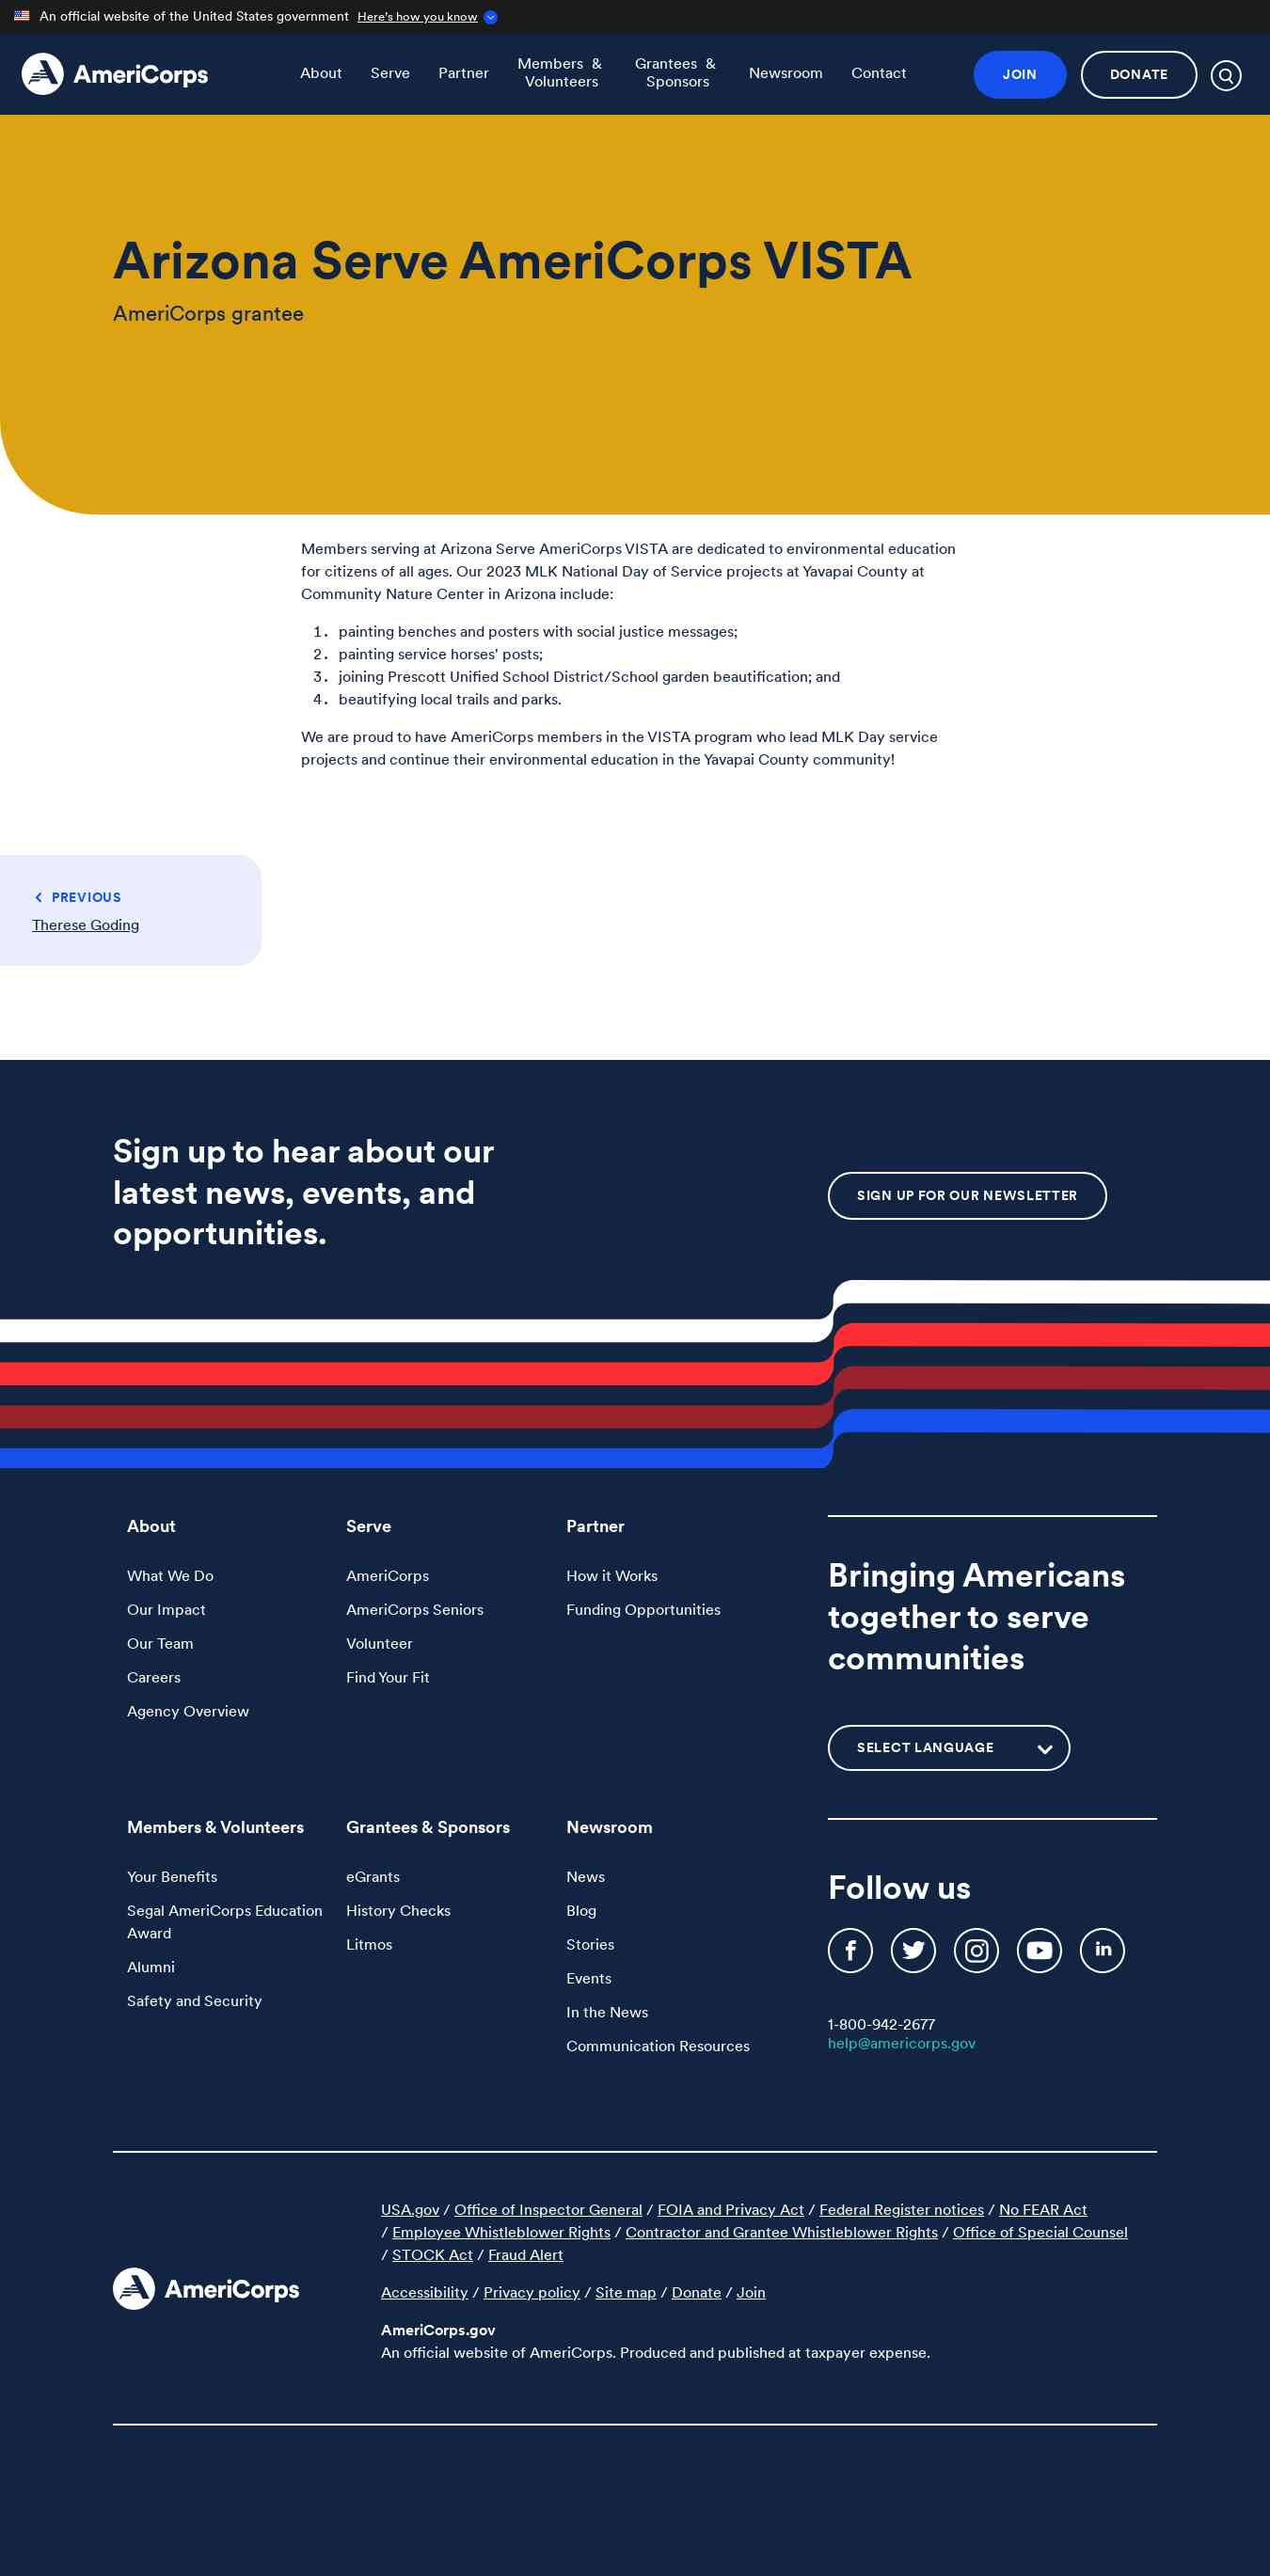 An official website of the United States government Here's how you know
AmeriCorps
About Serve Partner Members & Volunteers Grantees & Sponsors Newsroom Contact JOIN DONATE
Arizona Serve AmeriCorps VISTA
AmeriCorps grantee
Members serving at Arizona Serve AmeriCorps VISTA are dedicated to environmental education
for citizens of all ages. Our 2023 MLK National Day of Service projects at Yavapai County at
Community Nature Center in Arizona include:
1. painting benches and posters with social justice messages;
2. painting service horses' posts;
3. joining Prescott Unified School District/School garden beautification; and
4. beautifying local trails and parks.
We are proud to have AmeriCorps members in the VISTA program who lead MLK Day service
projects and continue their environmental education in the Yavapai County community!
PREVIOUS
Therese Goding
Sign up to hear about our
latest news, events, and
opportunities.
SIGN UP FOR OUR NEWSLETTER
About
What We Do
Our Impact
Our Team
Careers
Agency Overview
Serve
AmeriCorps
AmeriCorps Seniors
Volunteer
Find Your Fit
Partner
How it Works
Funding Opportunities
Bringing Americans
together to serve
communities
SELECT LANGUAGE
Members & Volunteers
Your Benefits
Segal AmeriCorps Education
Award
Alumni
Safety and Security
Grantees & Sponsors
eGrants
History Checks
Litmos
Newsroom
News
Blog
Stories
Events
In the News
Communication Resources
Follow us
1-800-942-2677
help@americorps.gov
AmeriCorps
USA.gov / Office of Inspector General / FOIA and Privacy Act / Federal Register notices / No FEAR Act
/ Employee Whistleblower Rights / Contractor and Grantee Whistleblower Rights / Office of Special Counsel
/ STOCK Act / Fraud Alert
Accessibility / Privacy policy / Site map / Donate / Join
AmeriCorps.gov
An official website of AmeriCorps. Produced and published at taxpayer expense.